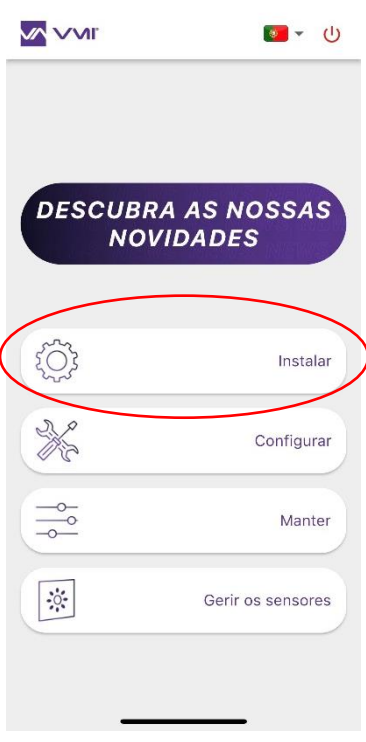 VMI
DESCUBRA AS NOSSAS
NOVIDADES
Instalar
Configurar
Manter
Gerir os sensores